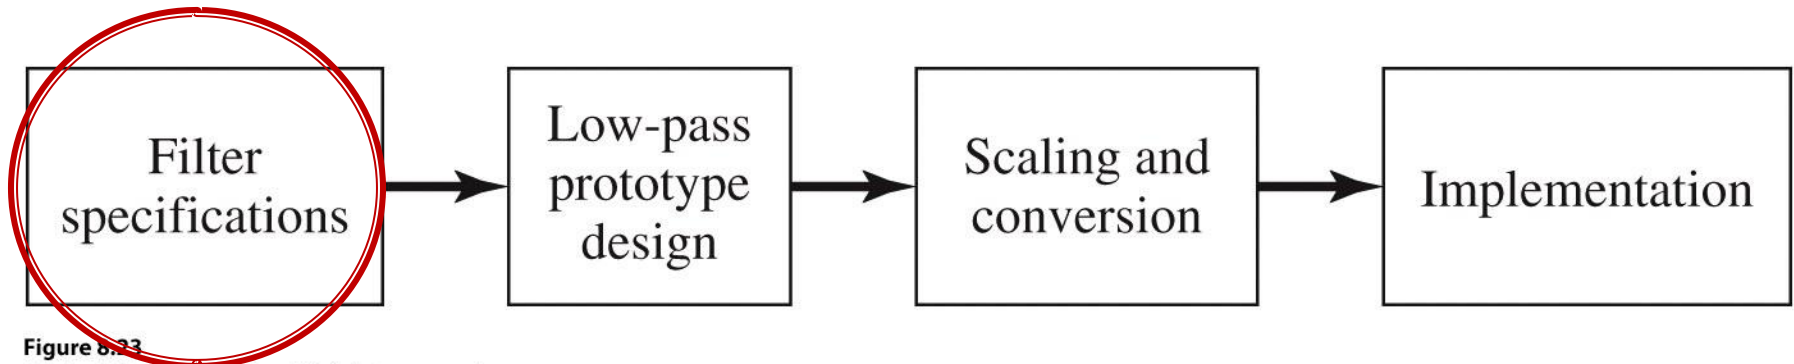 Filter
specifications
Low-pass
prototype
design
Scaling and
conversion
Implementation
Figure 8.23